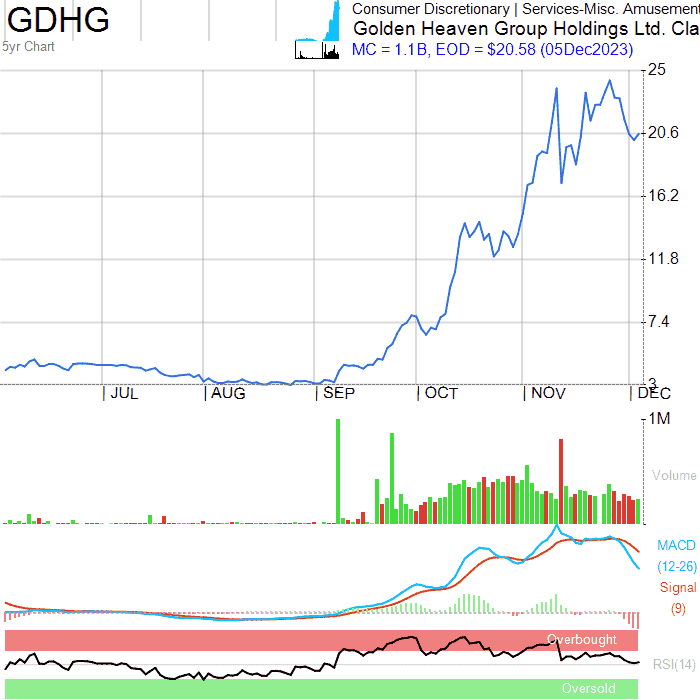 GDHG
Consumer Discretionary | Services-Misc. Amusement
Golden Heaven Group Holdings Ltd. Cla
5yr Chart
MC = 1.1B, EOD = $20.58 (05Dec2023)
25
20.6
16.2
11.8
7.4
3
JUL AUG SEP OCT NOV DEC
1M
Volume
MACD
(12-26)
Signal
(9)
Overbought
RSI(14)
Oversold